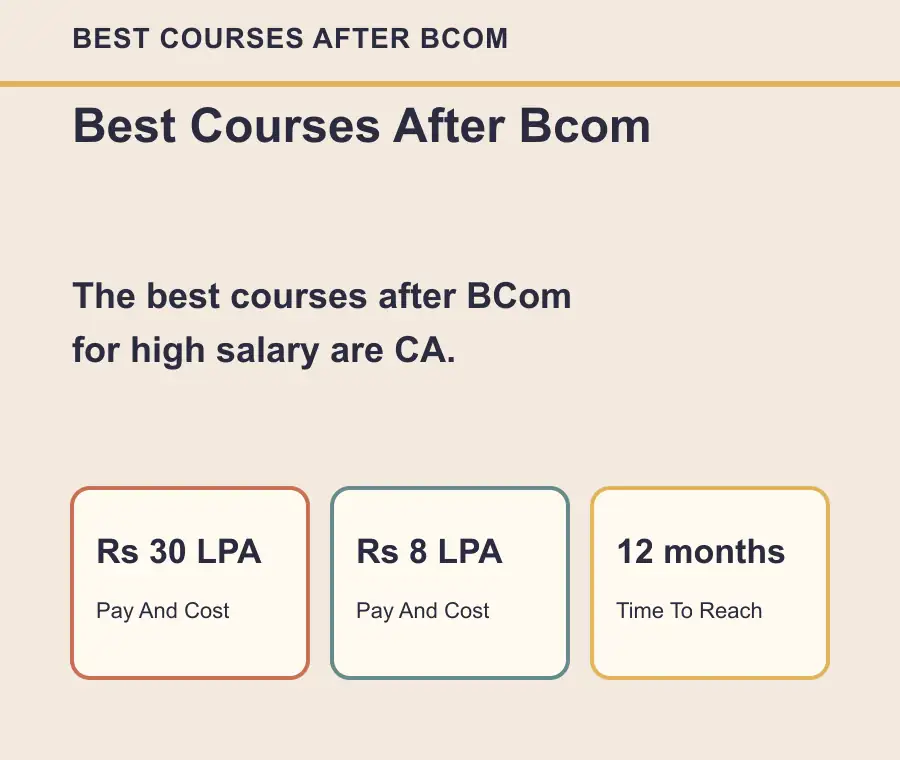 BEST COURSES AFTER BCOM
Best Courses After Bcom
The best courses after BCom
for high salary are CA.
Rs 30 LPA
Pay And Cost
Rs 8 LPA
Pay And Cost
12 months
Time To Reach